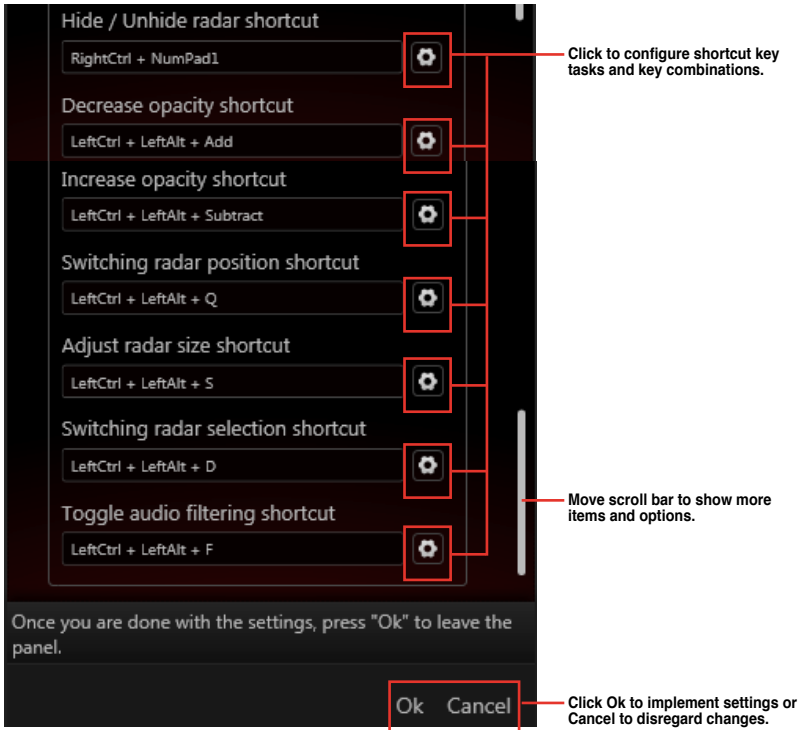 Hide / Unhide radar shortcut
RightCtrl + NumPad1
Click to configure shortcut key
tasks and key combinations.
Decrease opacity shortcut
LeftCtrl + LeftAlt + Add
Increase opacity shortcut
LeftCtrl + LeftAlt + Subtract
Switching radar position shortcut
LeftCtrl + LeftAlt + Q
Adjust radar size shortcut
LeftCtrl + LeftAlt + S
Switching radar selection shortcut
LeftCtrl + LeftAlt + D
Move scroll bar to show more
items and options.
Toggle audio filtering shortcut
LeftCtrl + LeftAlt + F
Once you are done with the settings, press "Ok" to leave the
panel.
Ok Cancel
Click Ok to implement settings or
Cancel to disregard changes.